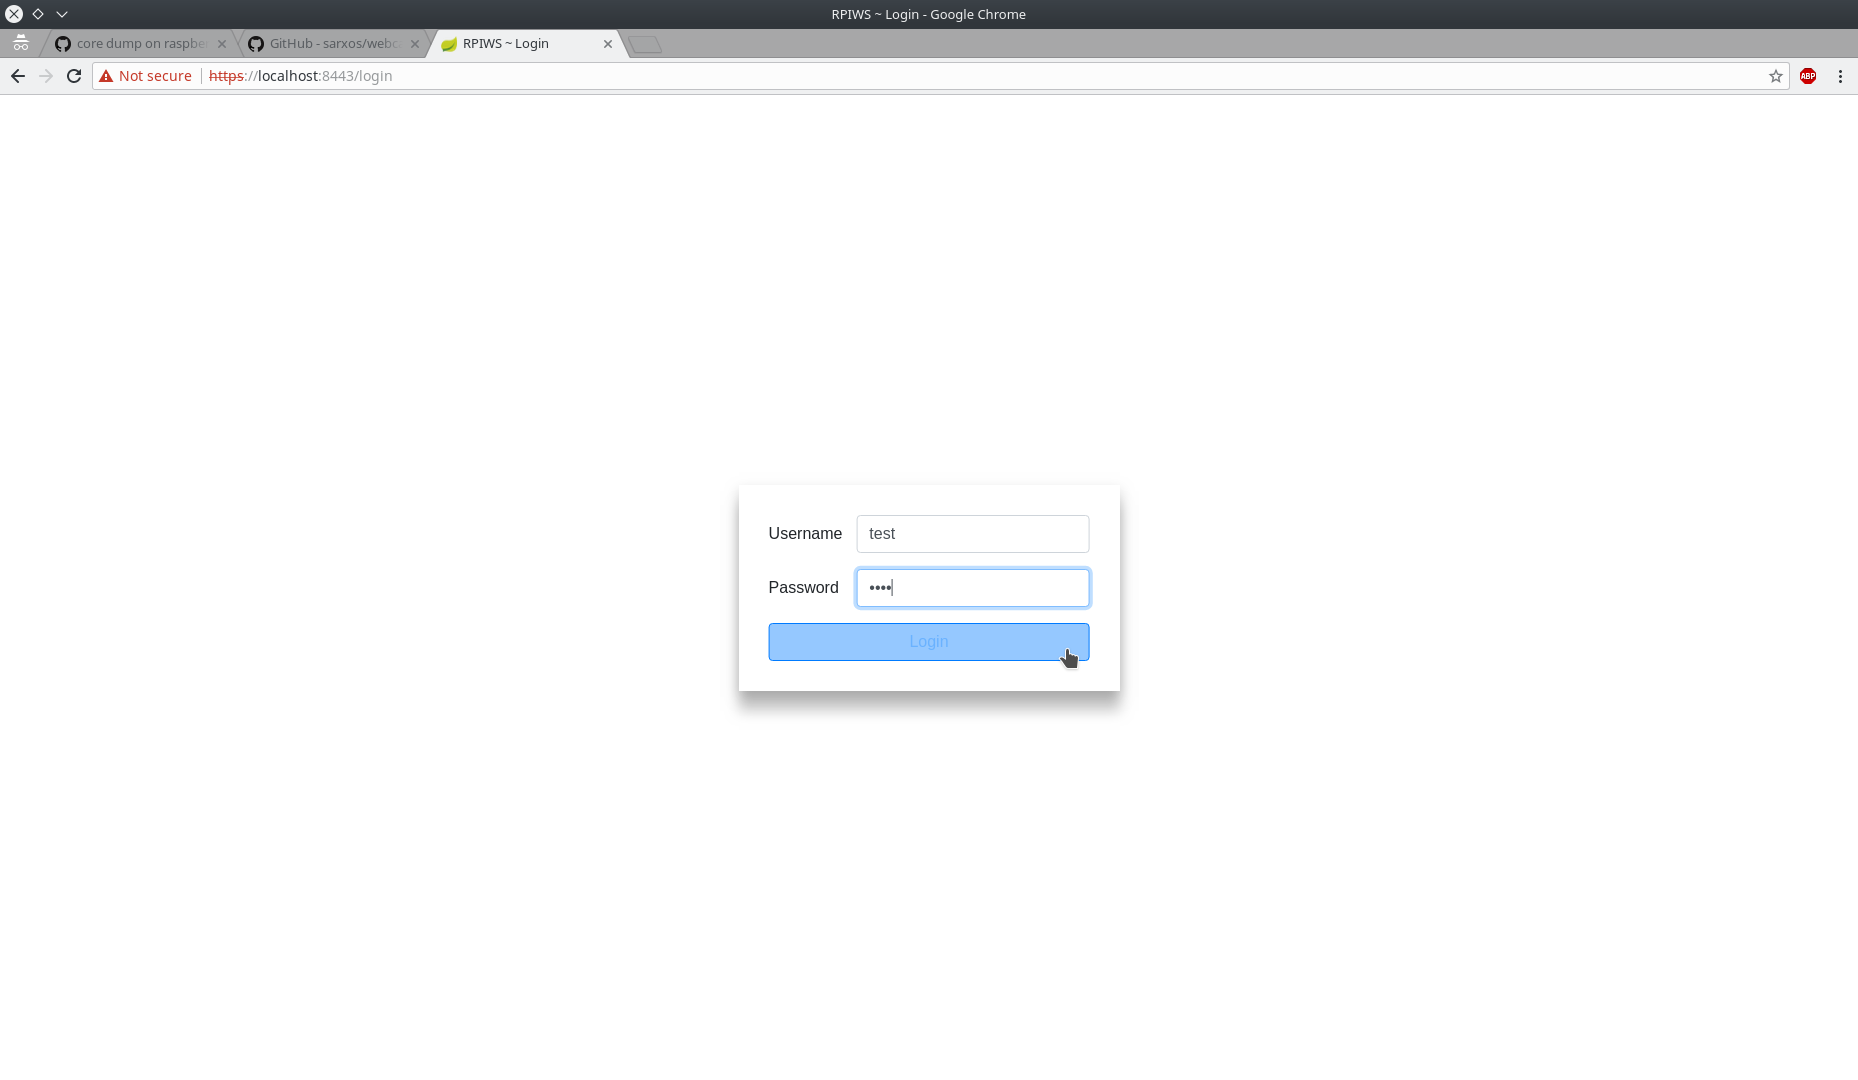 RPIWS ~ Login - Google Chrome
core dump on raspber
GitHub - sarxos/webc
RPIWS ~ Login
Not secure
https://localhost:8443/login
ABP
Username
test
Password
••••
Login